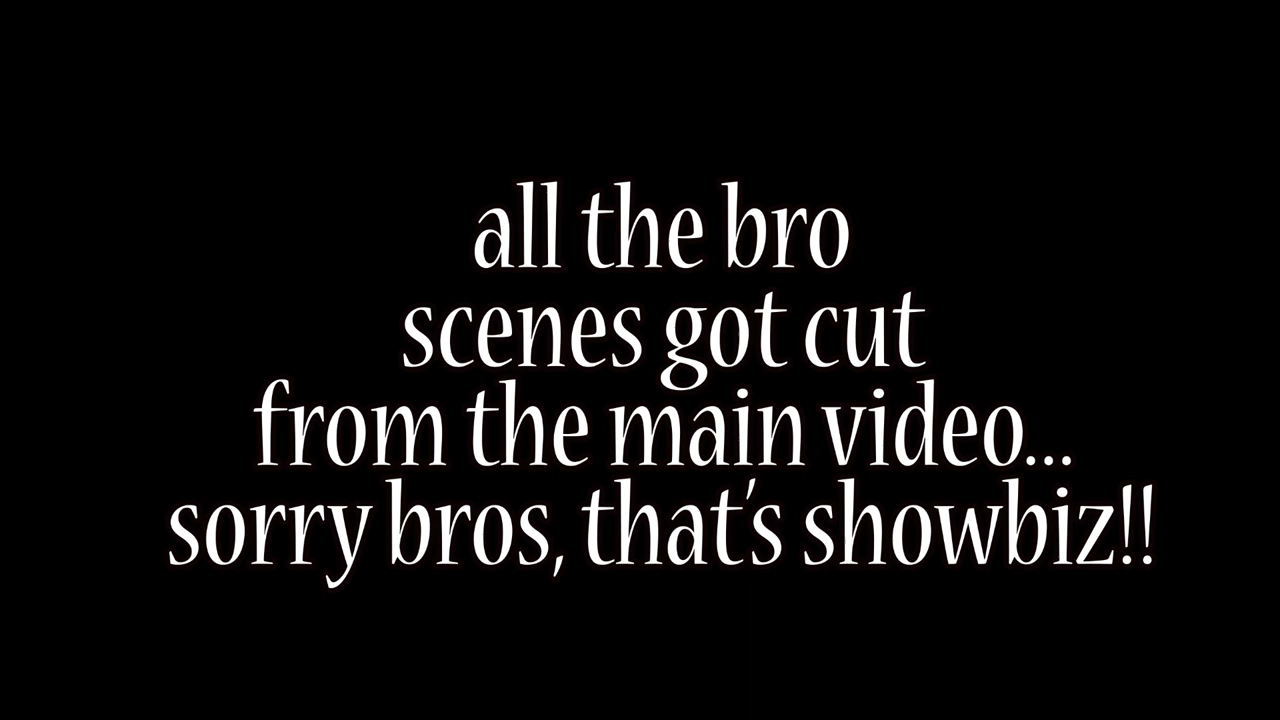 all the bro
scenes got cut
from the main video...
sorry bros, that's showbiz!!